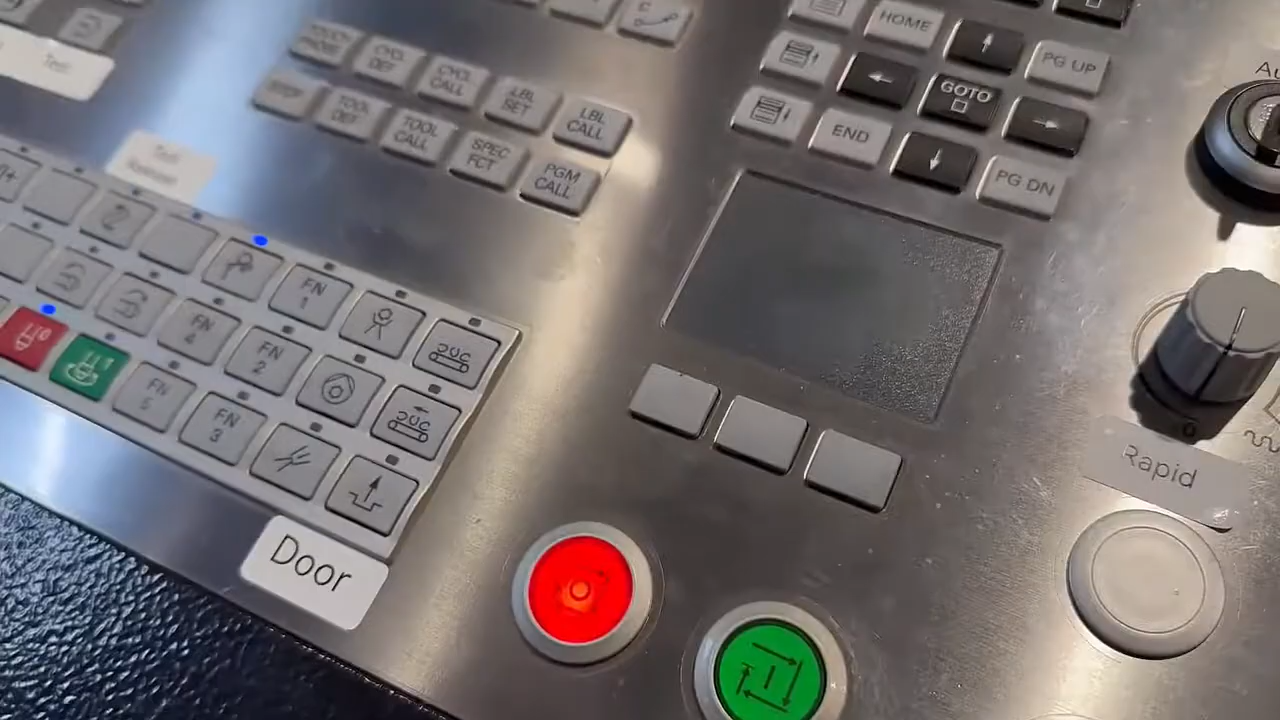 HOME
PG UP
GOTO
END
PG DN
TOUCH
PROBE
CYCL
DEF
CYCL
CALL
LBL
SET
LBL
CALL
STOP
TOOL
DEF
TOOL
CALL
SPEC
FCT
PGM
CALL
FN
1
FN
4
FN
2
FN
5
FN
3
Door
0
Rapid
Au
C